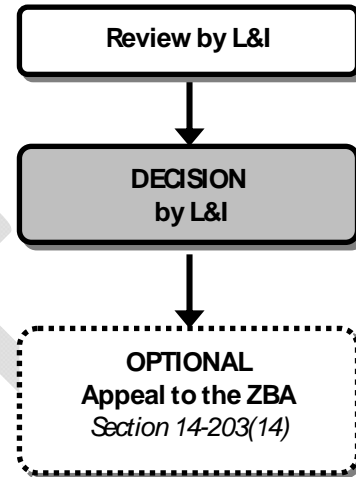 Review by L&I
DECISION
by L&I
OPTIONAL
Appeal to the ZBA
Section 14-203(14)